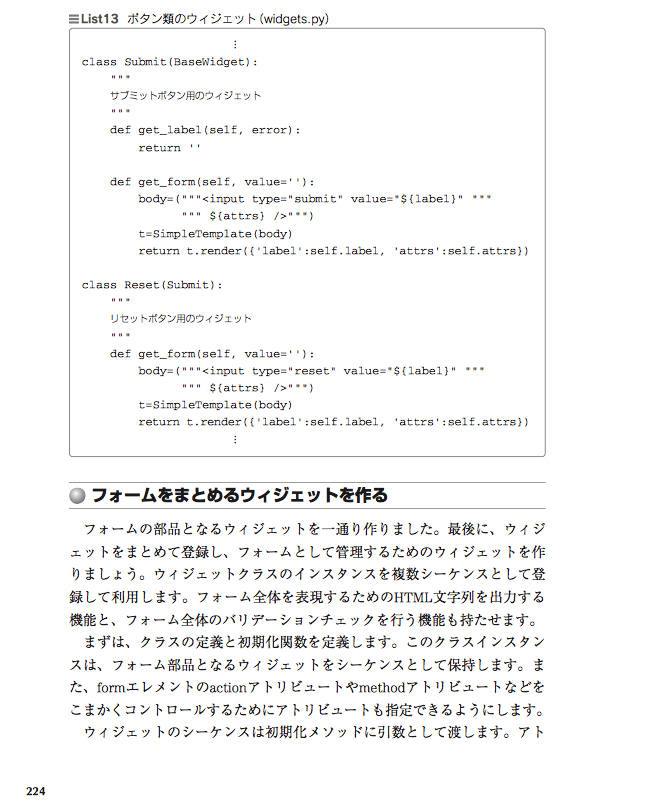 List13 ボタン類のウィジェット（widgets.py）
⋮
class Submit(BaseWidget):
    """
    サブミットボタン用のウィジェット
    """
    def get_label(self, error):
        return ''
    def get_form(self, value=''):
        body=("""<input type="submit" value="${label}" """
              """ ${attrs} />""")
        t=SimpleTemplate(body)
        return t.render({'label':self.label, 'attrs':self.attrs})
class Reset(Submit):
    """
    リセットボタン用のウィジェット
    """
    def get_form(self, value=''):
        body=("""<input type="reset" value="${label}" """
              """ ${attrs} />""")
        t=SimpleTemplate(body)
        return t.render({'label':self.label, 'attrs':self.attrs})
⋮
フォームをまとめるウィジェットを作る
フォームの部品となるウィジェットを一通り作りました。最後に、ウィジ
ェットをまとめて登録し、フォームとして管理するためのウィジェットを作
りましょう。ウィジェットクラスのインスタンスを複数シーケンスとして登
録して利用します。フォーム全体を表現するためのHTML文字列を出力する
機能と、フォーム全体のバリデーションチェックを行う機能も持たせます。
まずは、クラスの定義と初期化関数を定義します。このクラスインスタン
スは、フォーム部品となるウィジェットをシーケンスとして保持します。ま
た、formエレメントのactionアトリビュートやmethodアトリビュートなどを
こまかくコントロールするためにアトリビュートも指定できるようにします。
ウィジェットのシーケンスは初期化メソッドに引数として渡します。アト
224